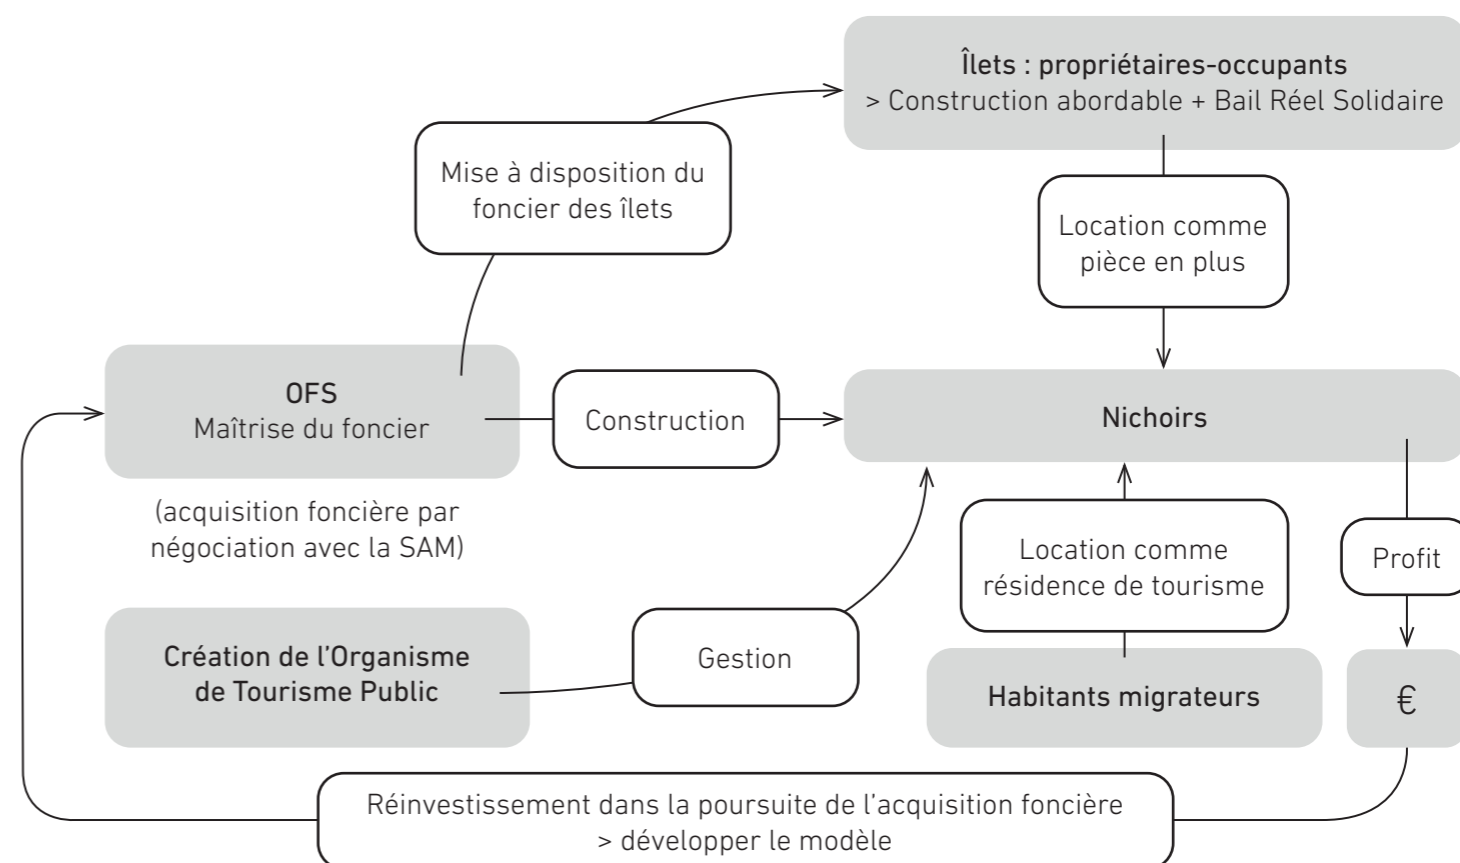 Îlets : propriétaires-occupants
> Construction abordable + Bail Réel Solidaire
Mise à disposition du
foncier des îlets
Location comme
pièce en plus
OFS
Maîtrise du foncier
Construction
Nichoirs
(acquisition foncière par
négociation avec la SAM)
Location comme
résidence de tourisme
Profit
Création de l’Organisme
de Tourisme Public
Gestion
Habitants migrateurs
€
Réinvestissement dans la poursuite de l’acquisition foncière
> développer le modèle